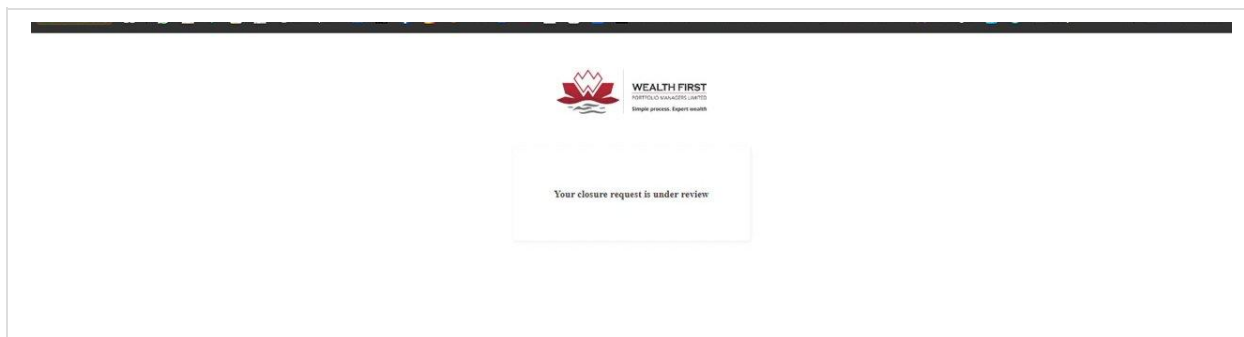 WEALTH FIRST
PORTFOLIO MANAGERS LIMITED
Simple process. Expert wealth
Your closure request is under review